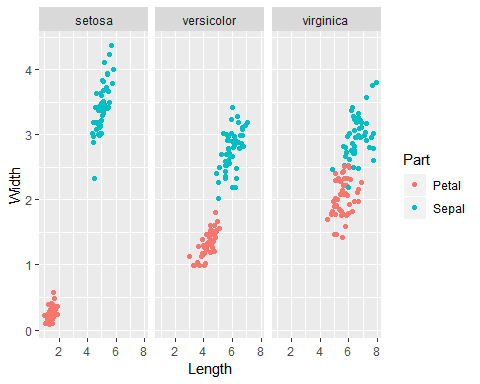 setosa versicolor virginica
4
3
2
1
0
Width
2 4 6 8 2 4 6 8 2 4 6 8
Length
Part
Petal
Sepal